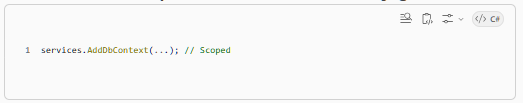 </> C#
1 services.AddDbContext(...); // Scoped